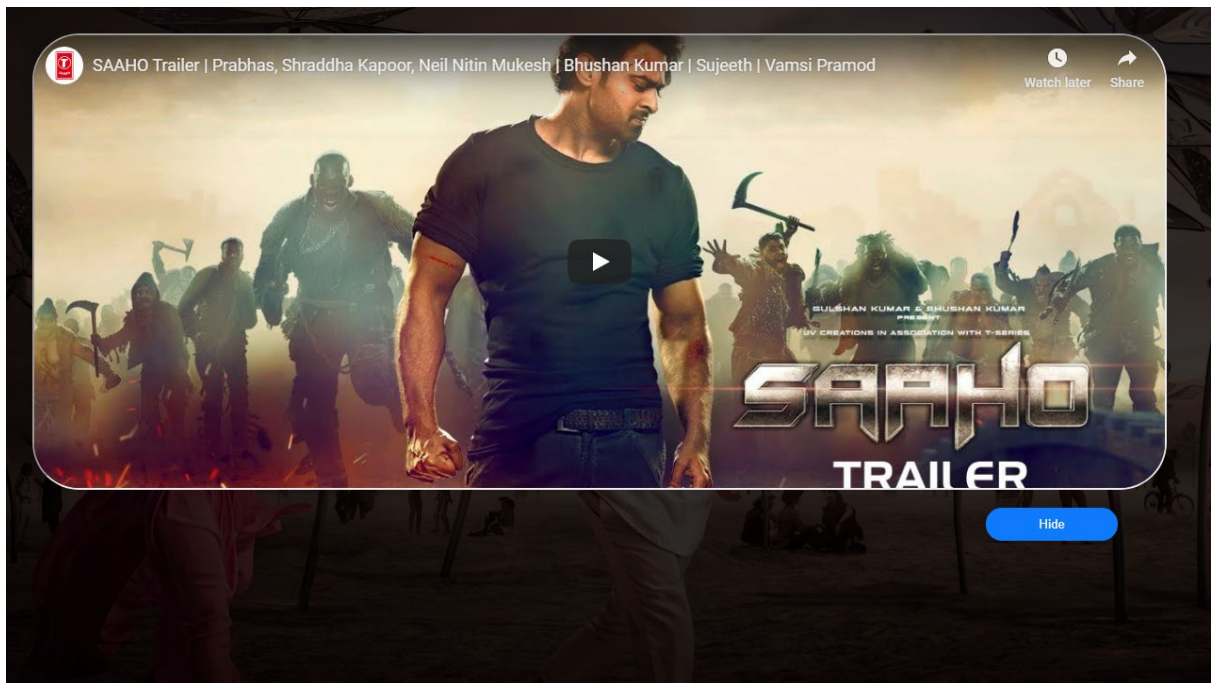 SAAHO Trailer | Prabhas, Shraddha Kapoor, Neil Nitin Mukesh | Bhushan Kumar | Sujeeth | Vamsi Pramod
Watch later
Share
GULSHAN KUMAR & BHUSHAN KUMAR
PRESENT
UV CREATIONS IN ASSOCIATION WITH T-SERIES
SAAHO
TRAILER
Hide